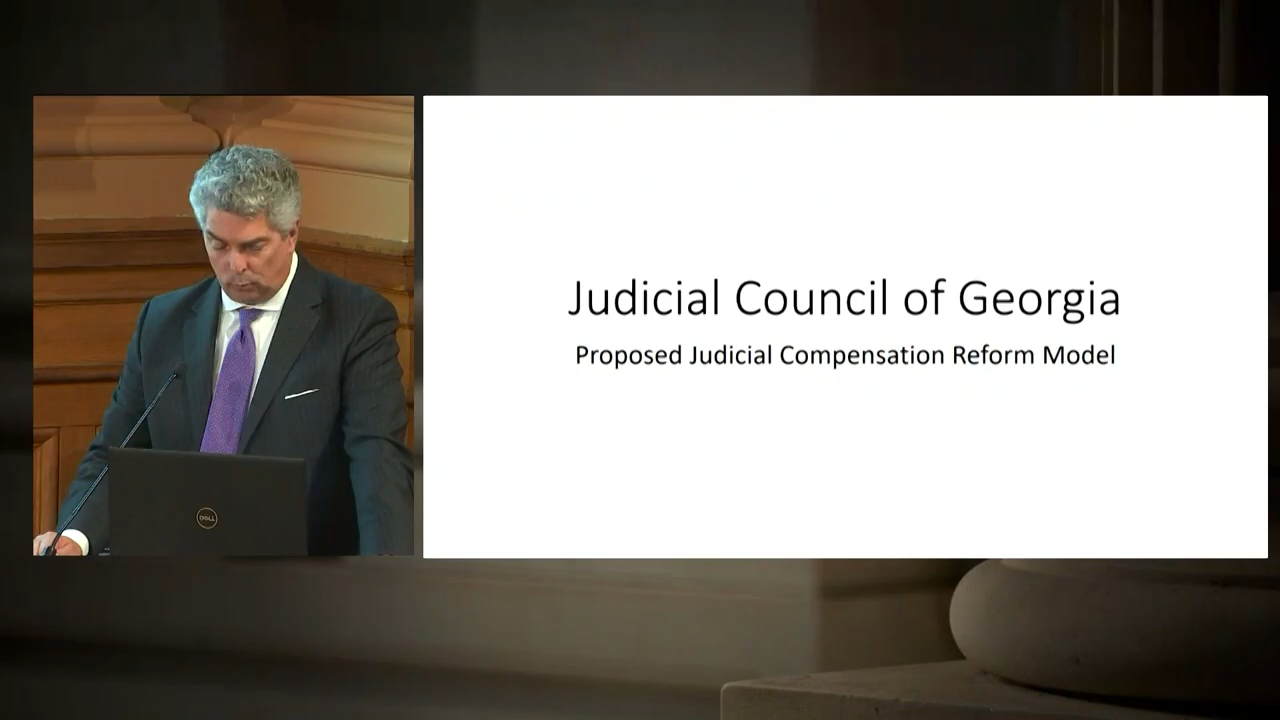 Judicial Council of Georgia
Proposed Judicial Compensation Reform Model
DELL